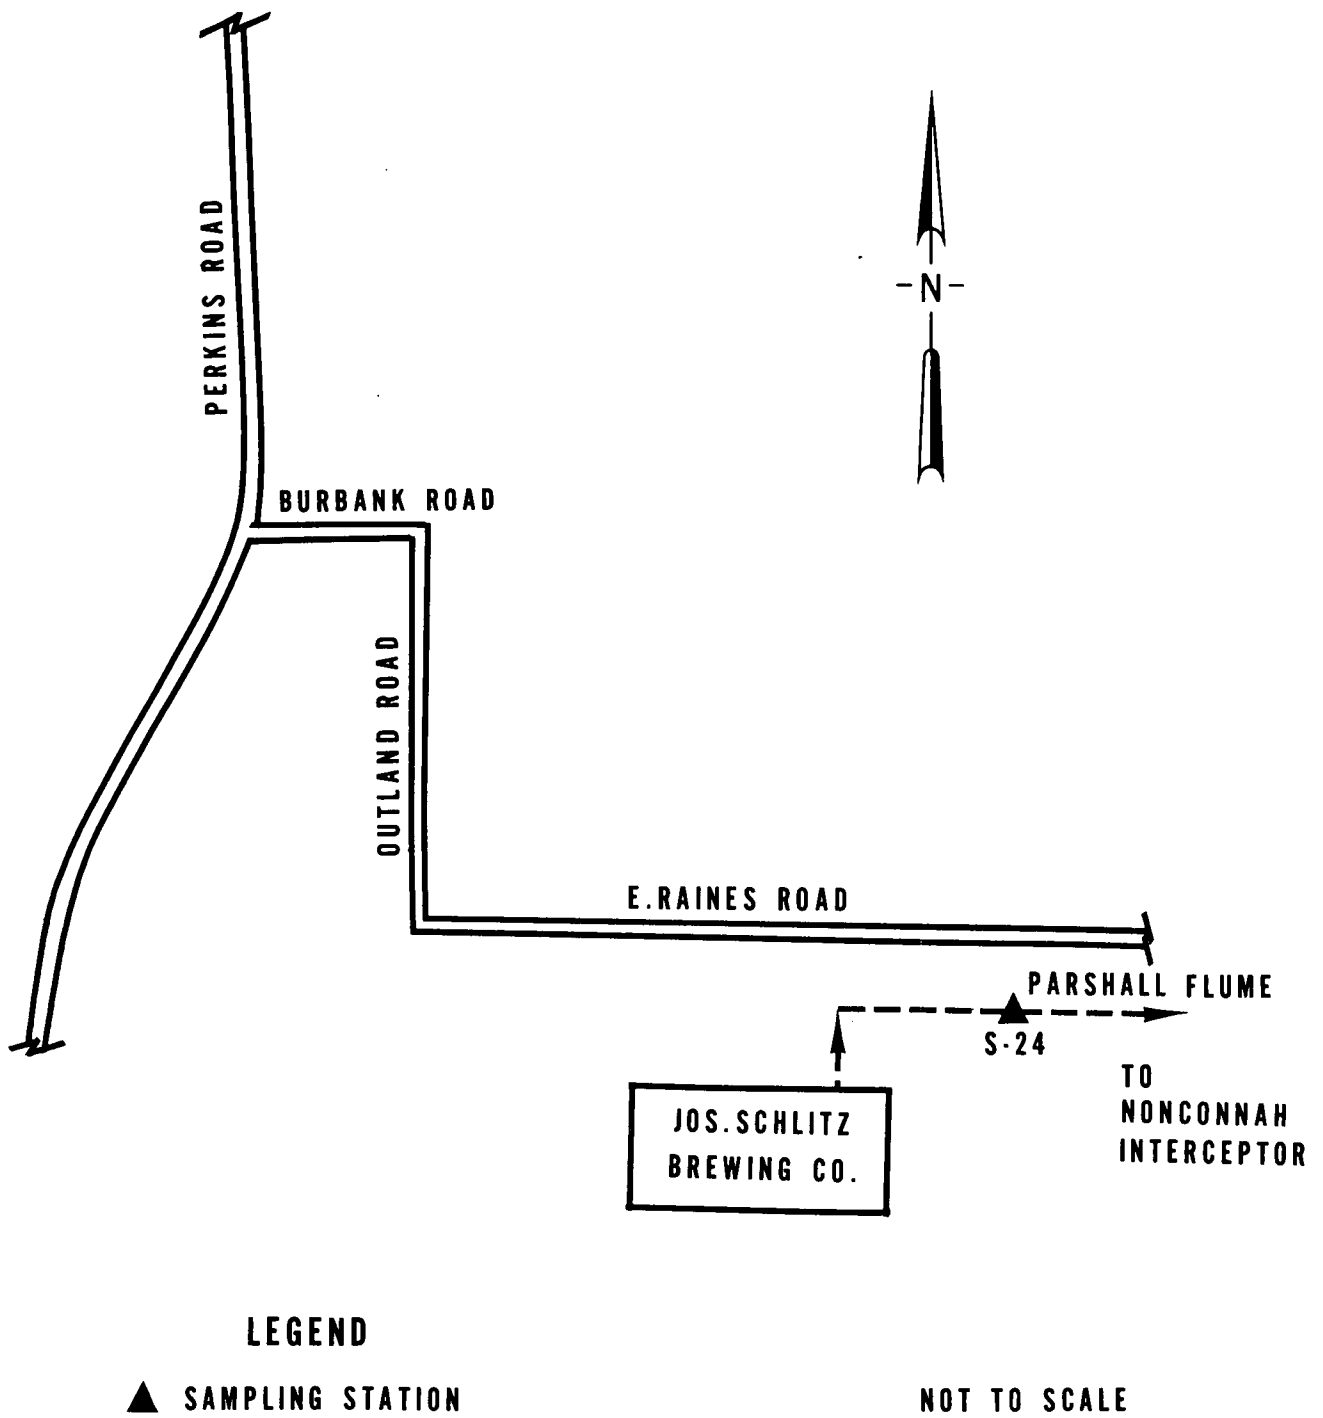 PERKINS ROAD
-N-
BURBANK ROAD
OUTLAND ROAD
E.RAINES ROAD
PARSHALL FLUME
S-24
TO
NONCONNAH
INTERCEPTOR
JOS.SCHLITZ
BREWING CO.
LEGEND
▲ SAMPLING STATION
NOT TO SCALE